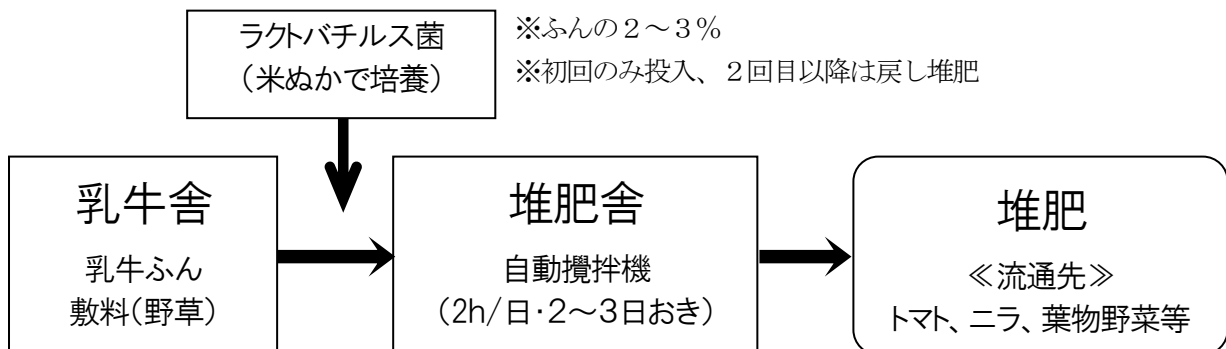 ラクトバチルス菌
（米ぬかで培養）
※ふんの２～３％
※初回のみ投入、２回目以降は戻し堆肥
乳牛舎
乳牛ふん
敷料（野草）
堆肥舎
自動攪拌機
（2h/日・2～3日おき）
堆肥
≪流通先≫
トマト、ニラ、葉物野菜等